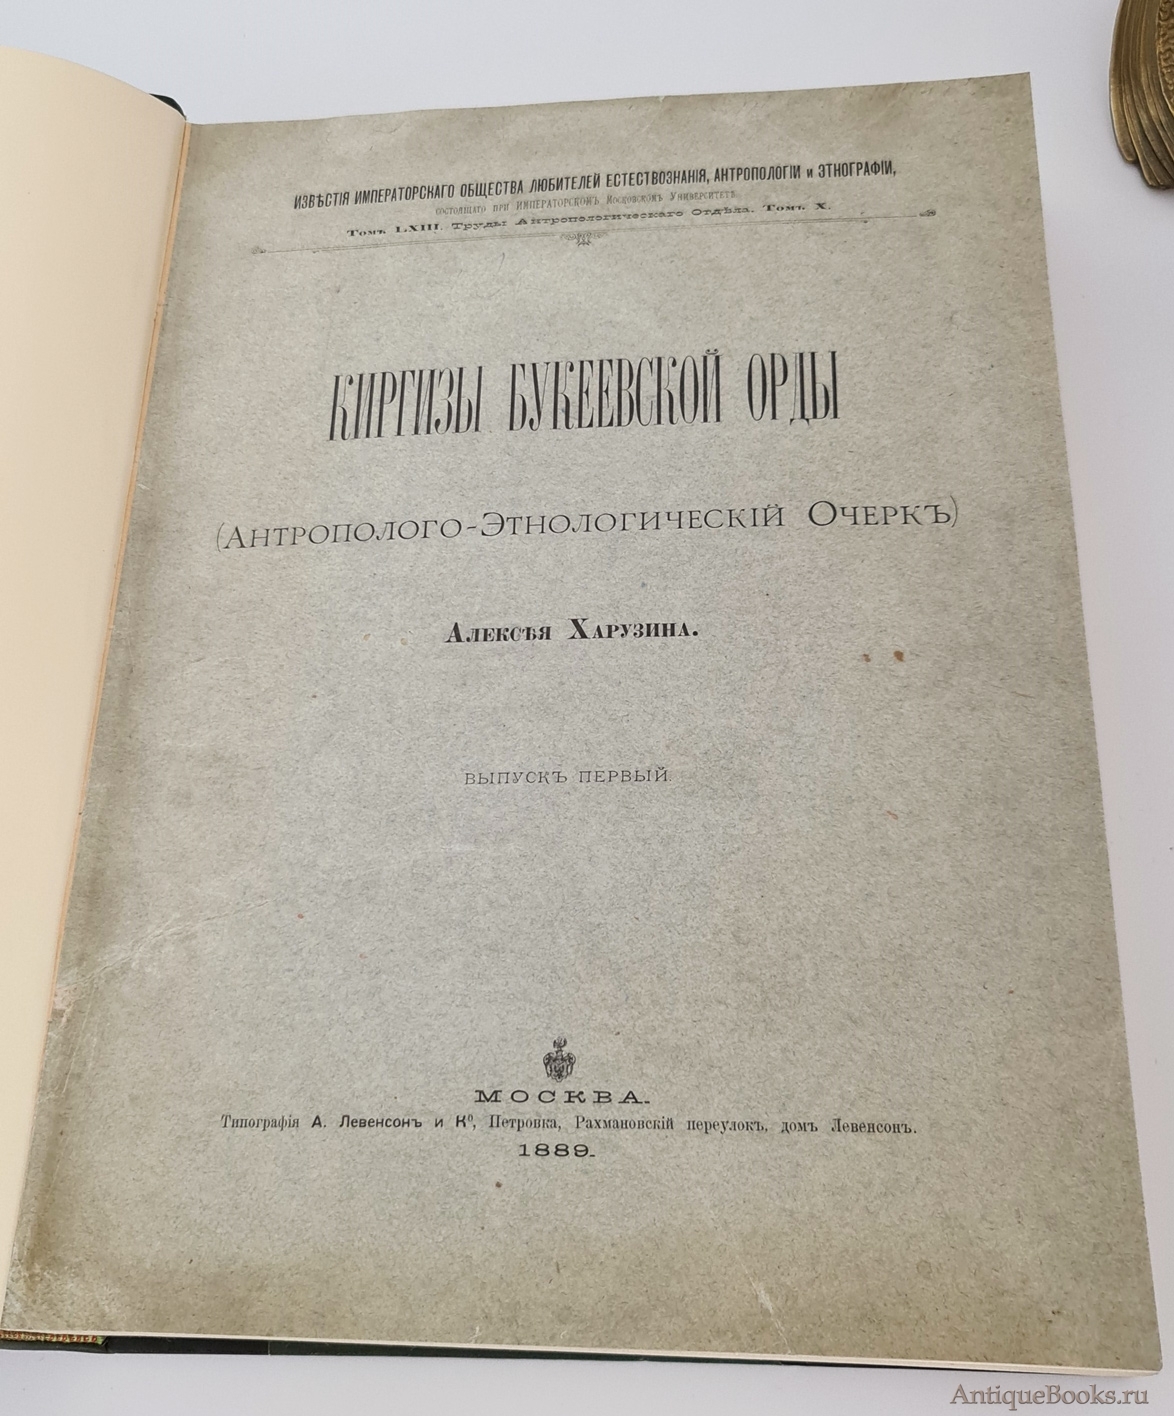 ИЗВѢСТІЯ ИМПЕРАТОРСКАГО ОБЩЕСТВА ЛЮБИТЕЛЕЙ ЕСТЕСТВОЗНАНІЯ, АНТРОПОЛОГІИ и ЭТНОГРАФІИ,
состоящаго при ИМПЕРАТОРСКОМЪ Московскомъ Университетѣ.
Томъ LXIII. Труды Антропологическаго Отдѣла. Томъ X.
КИРГИЗЫ БУКЕЕВСКОЙ ОРДЫ
(Антрополого-Этнологическій Очеркъ)
Алексѣя Харузина.
ВЫПУСКЪ ПЕРВЫЙ.
МОСКВА.
Типографія А. Левенсонъ и Ко, Петровка, Рахмановскій переулокъ, домъ Левенсонъ.
1889.
AntiqueBooks.ru